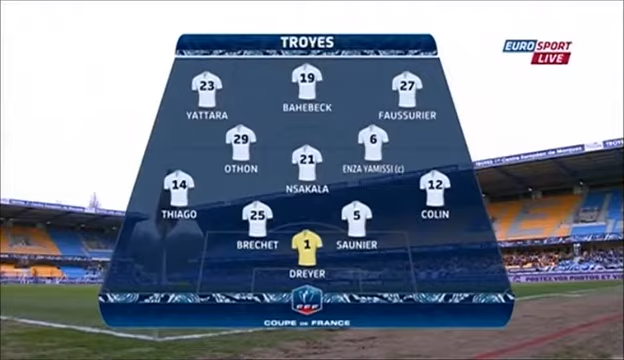 TROYES
EUROSPORT
LIVE
23
19
27
YATTARA
BAHEBECK
FAUSSURIER
29
6
OTHON
ENZA YAMISSI (c)
21
NSAKALA
14
12
THIAGO
COLIN
25
5
BRECHET
SAUNIER
1
DREYER
FFF
COUPE DE FRANCE